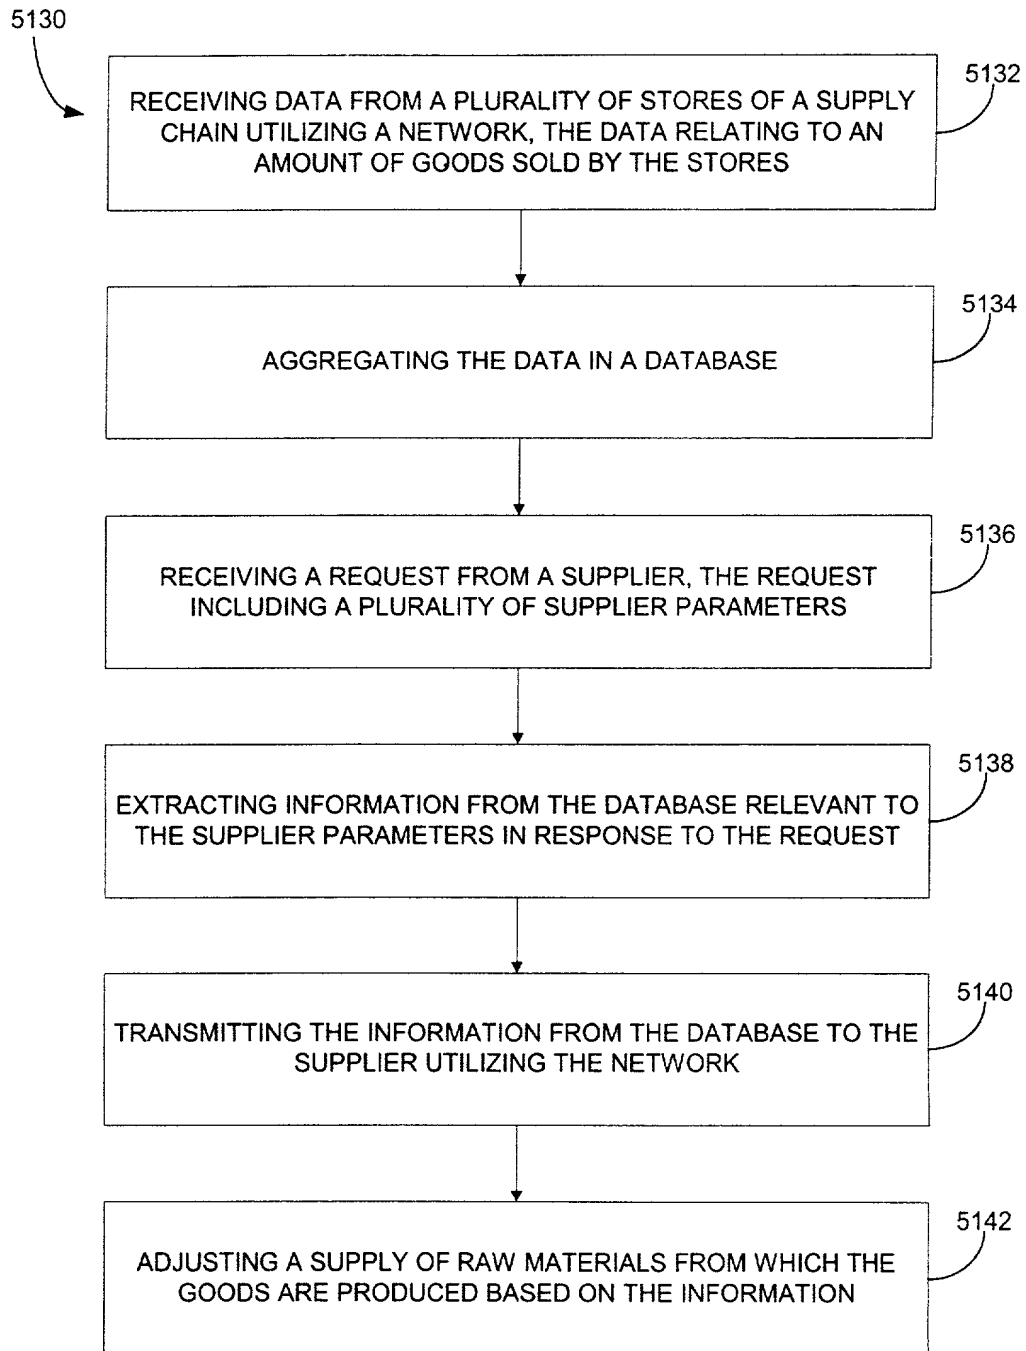 5130
5132
RECEIVING DATA FROM A PLURALITY OF STORES OF A SUPPLY
CHAIN UTILIZING A NETWORK, THE DATA RELATING TO AN
AMOUNT OF GOODS SOLD BY THE STORES
5134
AGGREGATING THE DATA IN A DATABASE
5136
RECEIVING A REQUEST FROM A SUPPLIER, THE REQUEST
INCLUDING A PLURALITY OF SUPPLIER PARAMETERS
5138
EXTRACTING INFORMATION FROM THE DATABASE RELEVANT TO
THE SUPPLIER PARAMETERS IN RESPONSE TO THE REQUEST
5140
TRANSMITTING THE INFORMATION FROM THE DATABASE TO THE
SUPPLIER UTILIZING THE NETWORK
5142
ADJUSTING A SUPPLY OF RAW MATERIALS FROM WHICH THE
GOODS ARE PRODUCED BASED ON THE INFORMATION